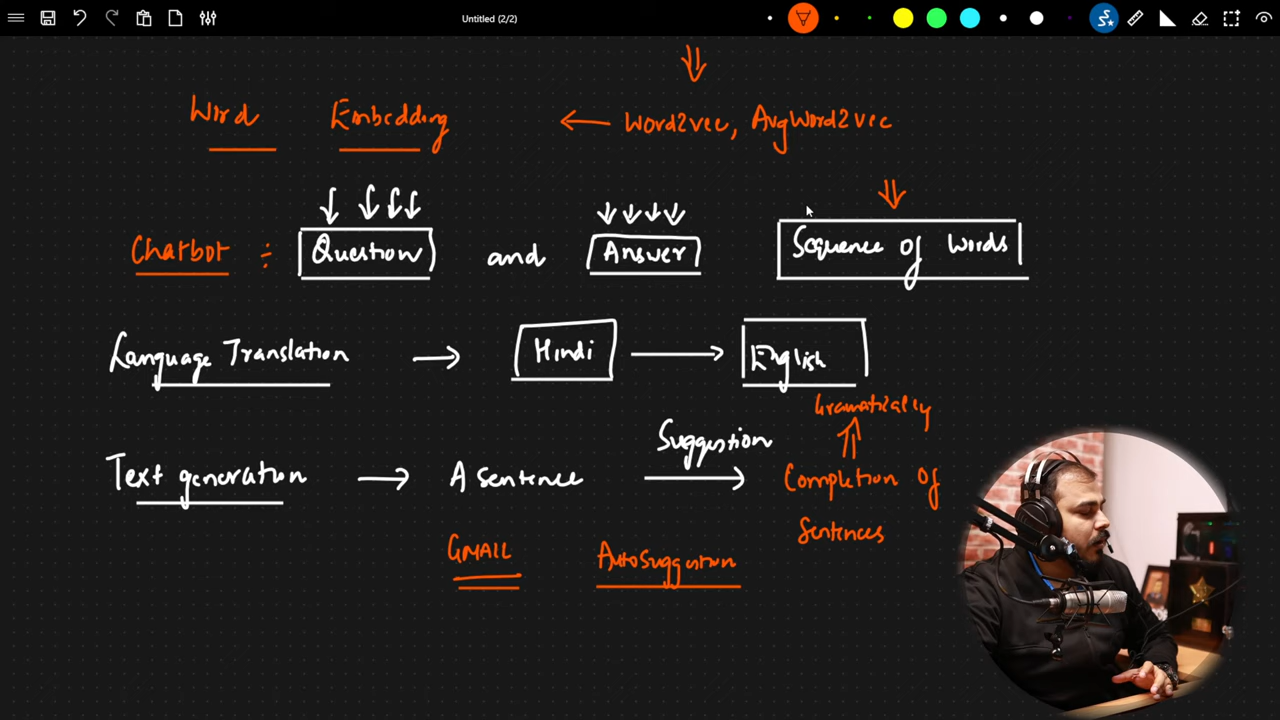 Untitled (2/2)
Word Embedding ← Word2vec, AvgWord2vec
Chatbot ÷ Question and Answer Sequence of words
Language Translation → Hindi → English
Gramatically
Suggestion
Text generation → A sentence → Completion Of
Sentences
GMAIL AutoSuggestion